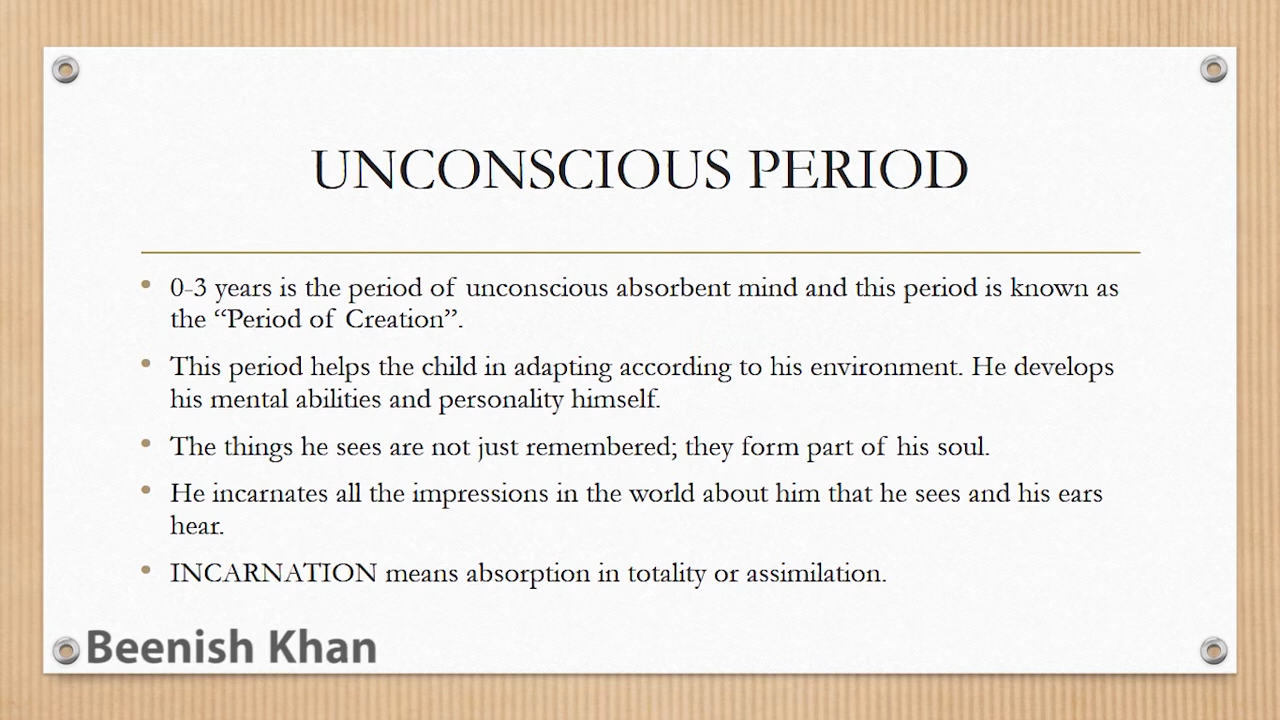 UNCONSCIOUS PERIOD
• 0-3 years is the period of unconscious absorbent mind and this period is known as
the “Period of Creation”.
• This period helps the child in adapting according to his environment. He develops
his mental abilities and personality himself.
• The things he sees are not just remembered; they form part of his soul.
• He incarnates all the impressions in the world about him that he sees and his ears
hear.
• INCARNATION means absorption in totality or assimilation.
Beenish Khan